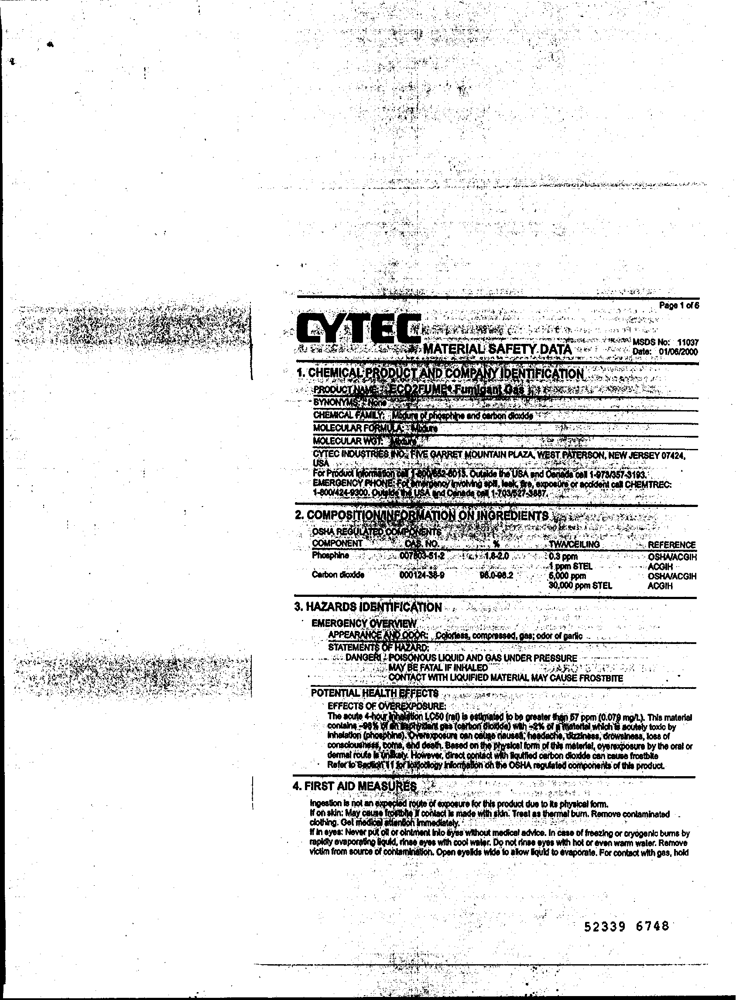 Page 1 of 6
CYTEC
MATERIAL SAFETY DATA
MSDS No: 11037
Date: 01/06/2000
1. CHEMICAL PRODUCT AND COMPANY IDENTIFICATION
PRODUCT NAME: ECO2FUME® Fumigant Gas
SYNONYMS: None
CHEMICAL FAMILY: Mixture of phosphine and carbon dioxide
MOLECULAR FORMULA: Mixture
MOLECULAR WGT: Mixture
CYTEC INDUSTRIES INC., FIVE GARRET MOUNTAIN PLAZA, WEST PATERSON, NEW JERSEY 07424,
USA
For Product Information call 1-800/652-6013. Outside the USA and Canada call 1-973/357-3193.
EMERGENCY PHONE: For emergency involving spill, leak, fire, exposure or accident call CHEMTREC:
1-800/424-9300. Outside the USA and Canada call 1-703/527-3887.
2. COMPOSITION/INFORMATION ON INGREDIENTS
OSHA REGULATED COMPONENTS
COMPONENT CAS. NO. % TWA/CEILING REFERENCE
Phosphine 007803-51-2 1.8-2.0 0.3 ppm OSHA/ACGIH
1 ppm STEL ACGIH
Carbon dioxide 000124-38-9 98.0-98.2 5,000 ppm OSHA/ACGIH
30,000 ppm STEL ACGIH
3. HAZARDS IDENTIFICATION
EMERGENCY OVERVIEW
APPEARANCE AND ODOR: Colorless, compressed, gas; odor of garlic
STATEMENTS OF HAZARD:
DANGER! POISONOUS LIQUID AND GAS UNDER PRESSURE
MAY BE FATAL IF INHALED
CONTACT WITH LIQUIFIED MATERIAL MAY CAUSE FROSTBITE
POTENTIAL HEALTH EFFECTS
EFFECTS OF OVEREXPOSURE:
The acute 4-hour inhalation LC50 (rat) is estimated to be greater than 57 ppm (0.079 mg/L). This material
contains ~98% of an asphyxiant gas (carbon dioxide) with ~2% of a material which is acutely toxic by
inhalation (phosphine). Overexposure can cause nausea, headache, dizziness, drowsiness, loss of
consciousness, coma, and death. Based on the physical form of this material, overexposure by the oral or
dermal route is unlikely. However, direct contact with liquified carbon dioxide can cause frostbite
Refer to Section 11 for toxicology information on the OSHA regulated components of this product.
4. FIRST AID MEASURES
Ingestion is not an expected route of exposure for this product due to its physical form.
If on skin: May cause frostbite if contact is made with skin. Treat as thermal burn. Remove contaminated
clothing. Get medical attention immediately.
If in eyes: Never put oil or ointment into eyes without medical advice. In case of freezing or cryogenic burns by
rapidly evaporating liquid, rinse eyes with cool water. Do not rinse eyes with hot or even warm water. Remove
victim from source of contamination. Open eyelids wide to allow liquid to evaporate. For contact with gas, hold
52339 6748